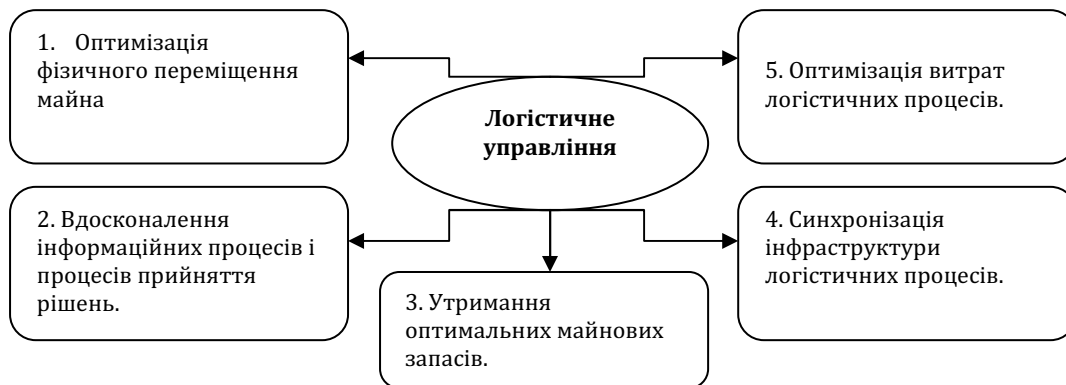 1. Оптимізація
фізичного переміщення
майна
5. Оптимізація витрат
логістичних процесів.
Логістичне
управління
2. Вдосконалення
інформаційних процесів і
процесів прийняття
рішень.
4. Синхронізація
інфраструктури
логістичних процесів.
3. Утримання
оптимальних майнових
запасів.